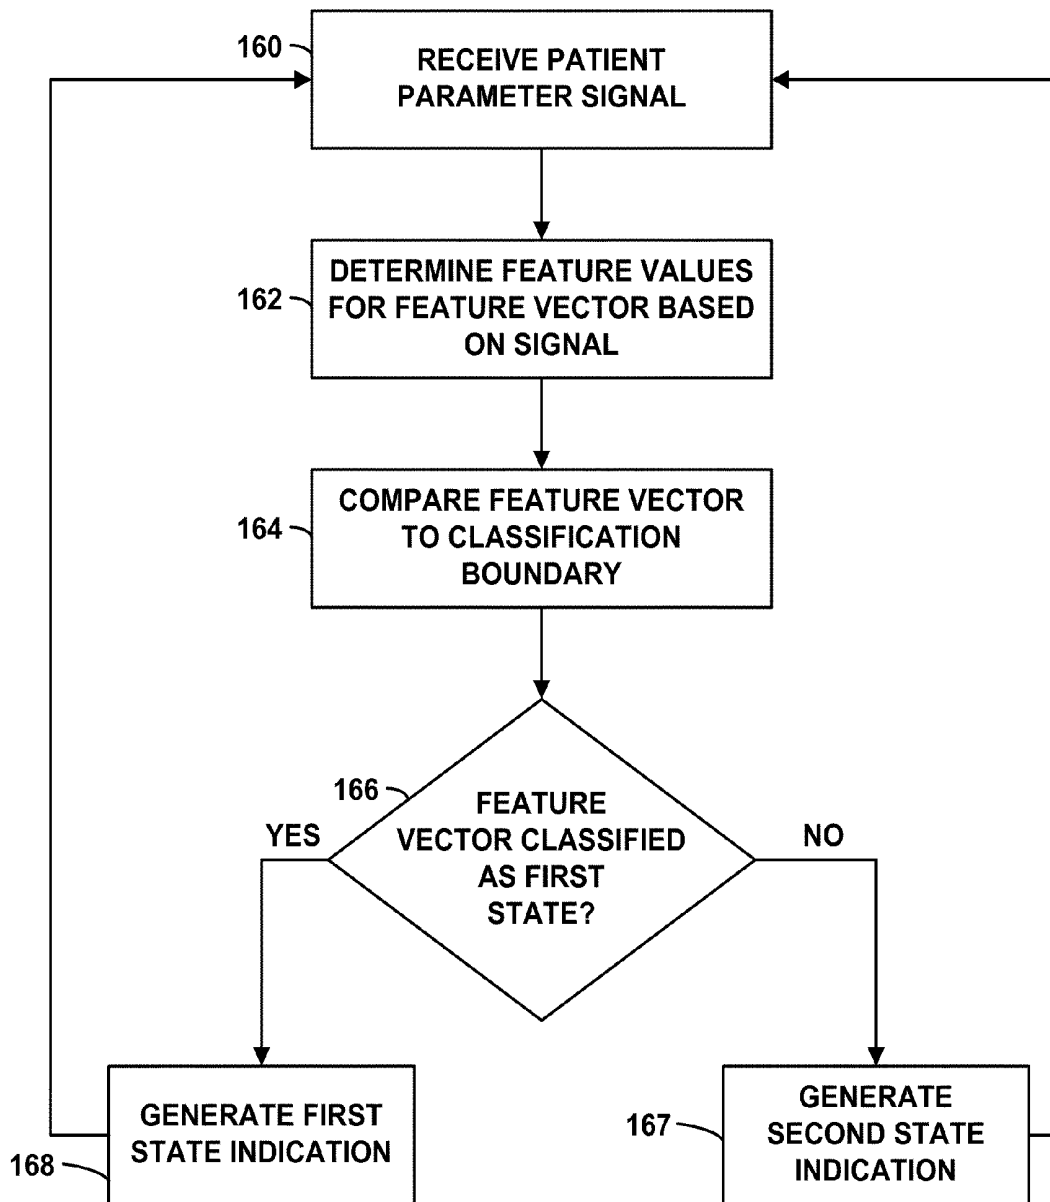 160
RECEIVE PATIENT
PARAMETER SIGNAL
162
DETERMINE FEATURE VALUES
FOR FEATURE VECTOR BASED
ON SIGNAL
164
COMPARE FEATURE VECTOR
TO CLASSIFICATION
BOUNDARY
166
FEATURE
VECTOR CLASSIFIED
AS FIRST
STATE?
YES
NO
GENERATE FIRST
STATE INDICATION
168
167
GENERATE
SECOND STATE
INDICATION